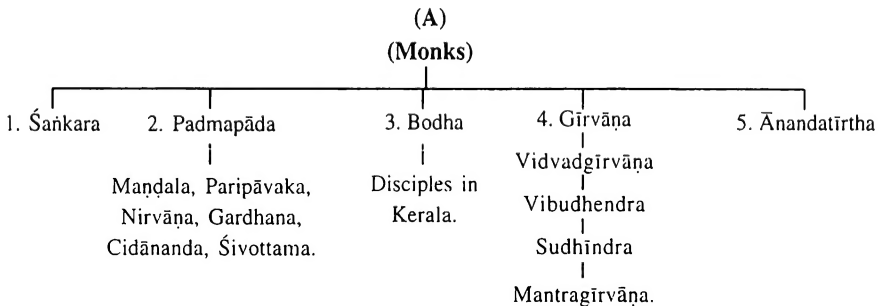 (A)
(Monks)
1. Śaṅkara 2. Padmapāda 3. Bodha 4. Gīrvāṇa 5. Ānandatīrtha
Maṇḍala, Paripāvaka,
Nirvāṇa, Gardhana,
Cidānanda, Śivottama.
Disciples in
Kerala.
Vidvadgīrvāṇa
Vibudhendra
Sudhīndra
Mantragīrvāṇa.